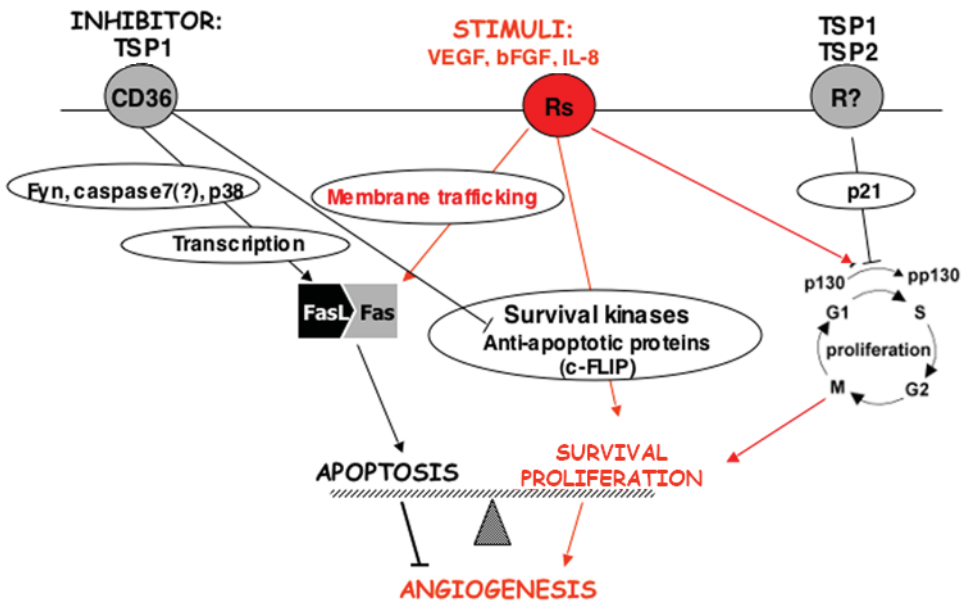 INHIBITOR:
TSP1
CD36
STIMULI:
VEGF, bFGF, IL-8
Rs
TSP1
TSP2
R?
Fyn, caspase7(?), p38
Transcription
Membrane trafficking
p21
FasL Fas
Survival kinases
Anti-apoptotic proteins
(c-FLIP)
p130 pp130
G1 S
proliferation
M G2
APOPTOSIS
SURVIVAL
PROLIFERATION
ANGIOGENESIS